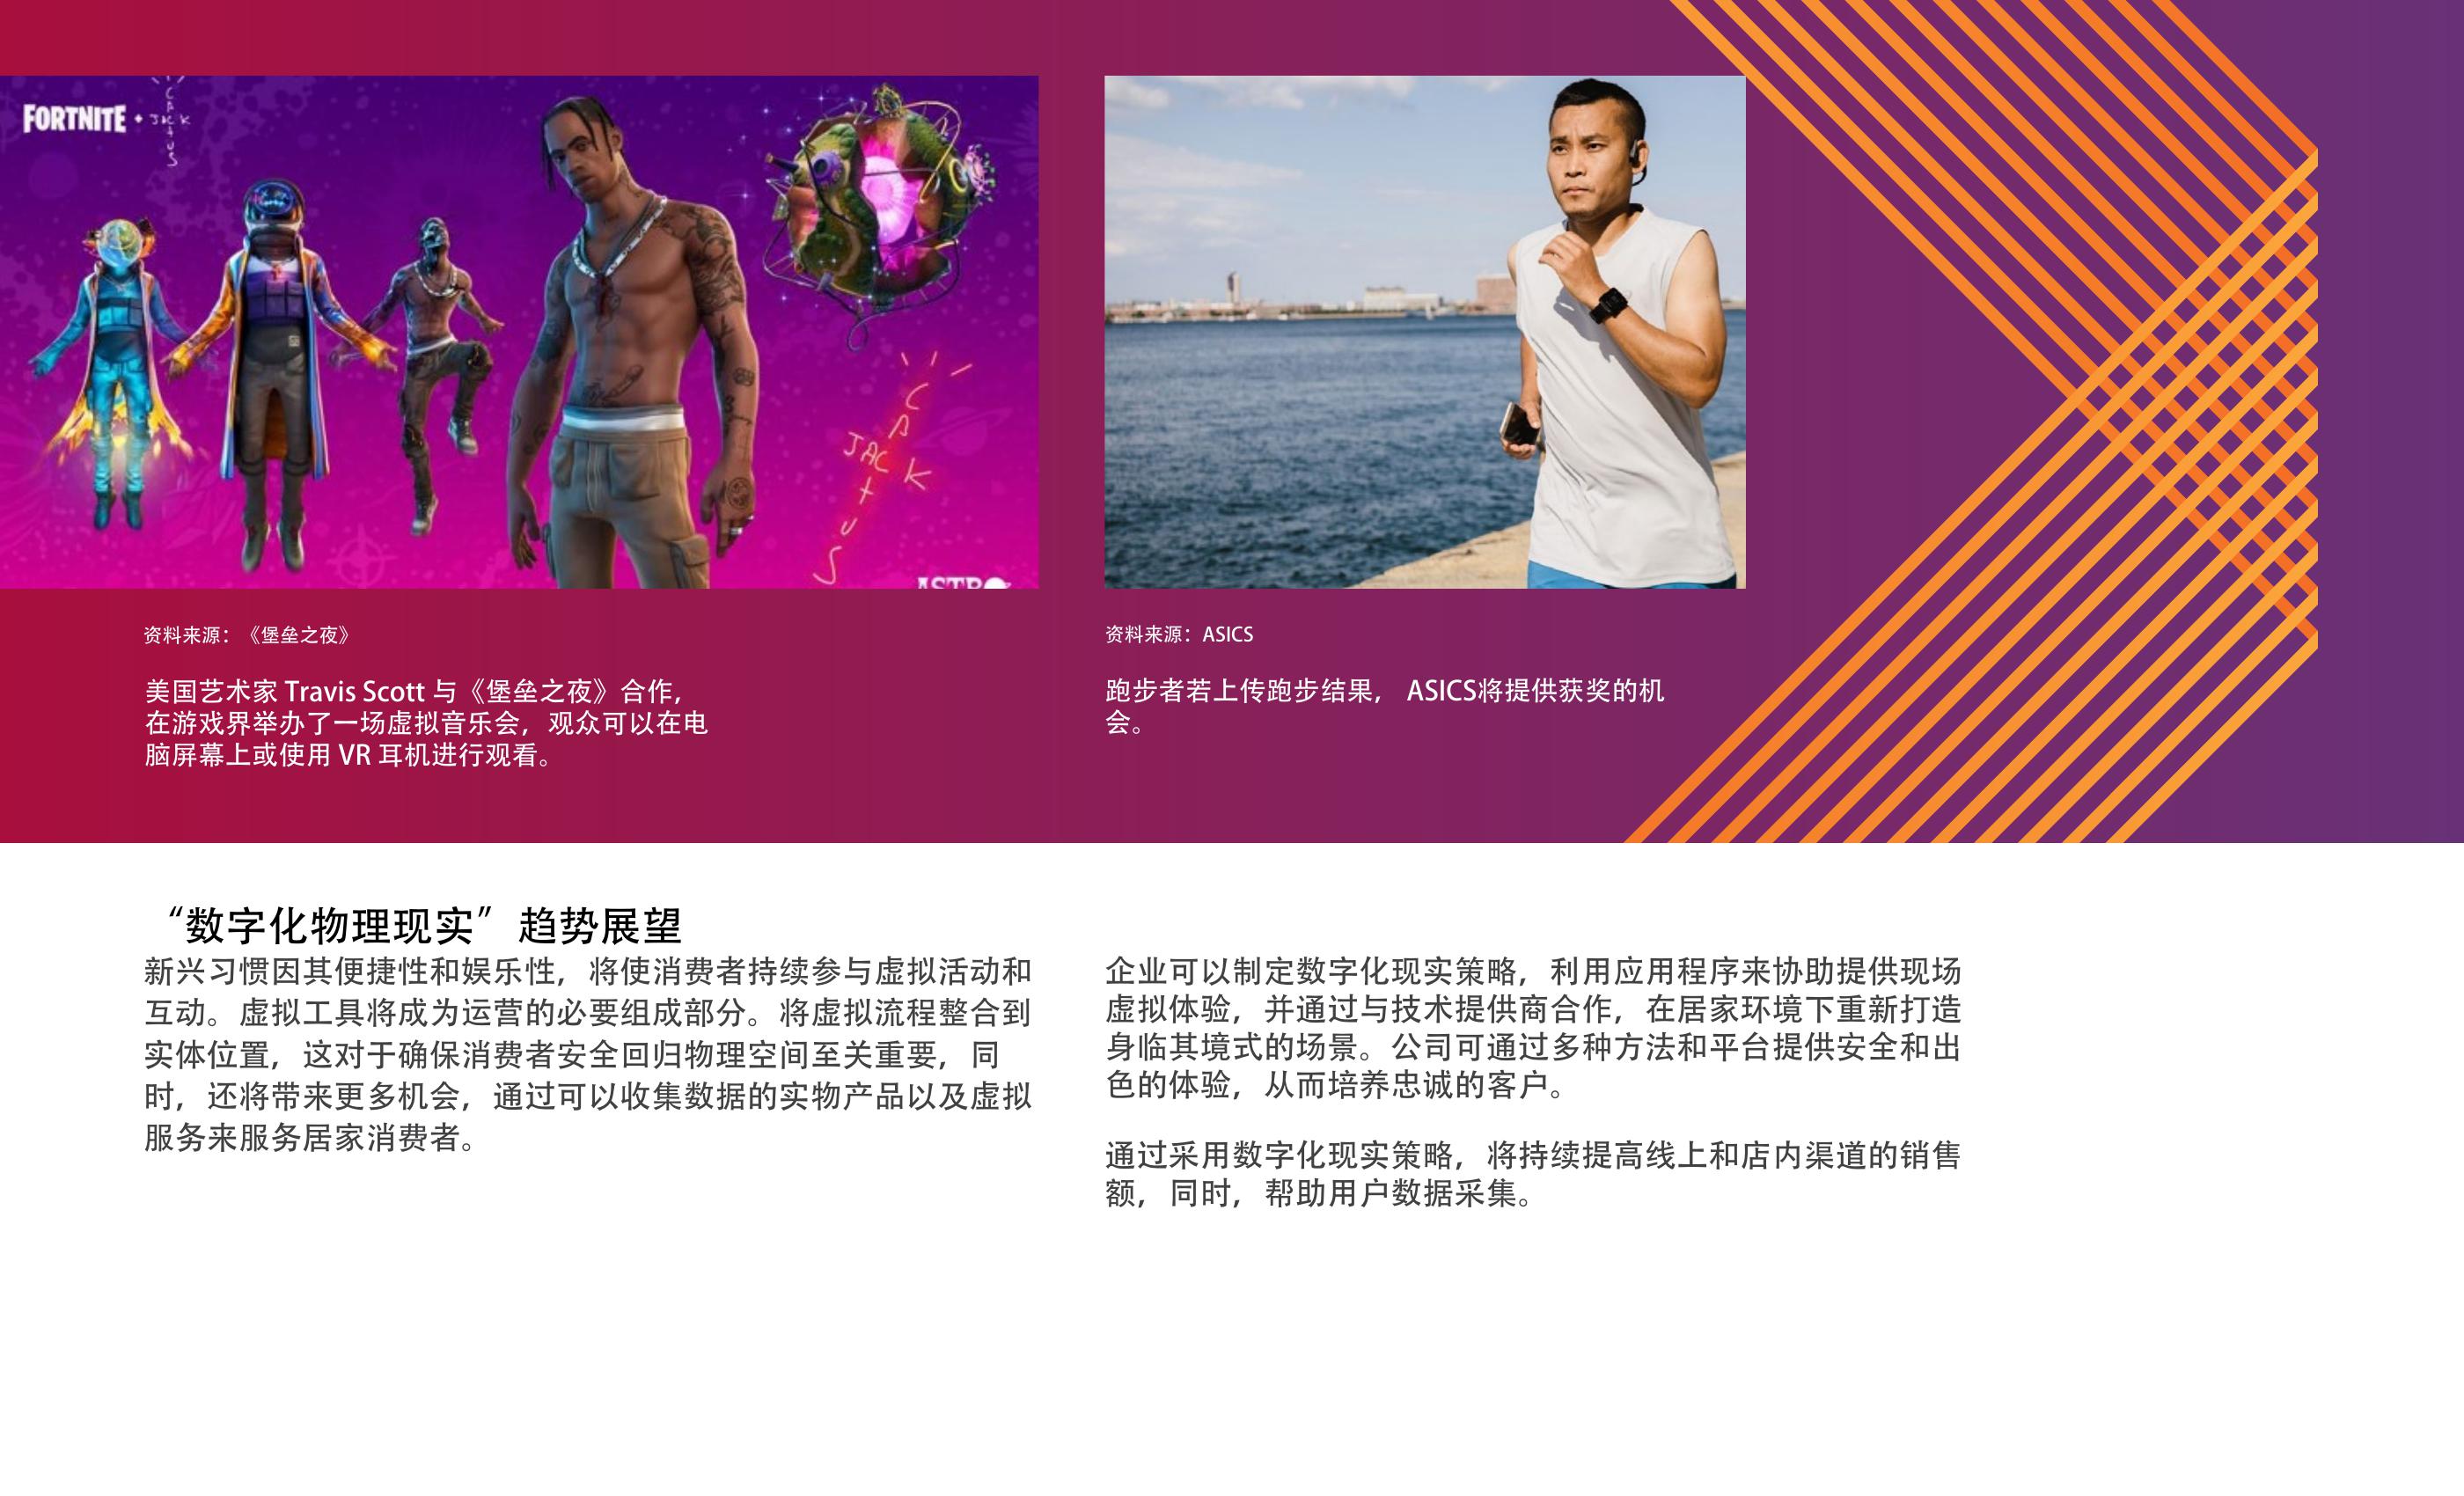 FORTNITE + CACTUS JACK
CACTUS JACK
ASTRO
资料来源：《堡垒之夜》
美国艺术家 Travis Scott 与《堡垒之夜》合作，
在游戏界举办了一场虚拟音乐会，观众可以在电
脑屏幕上或使用 VR 耳机进行观看。
资料来源：ASICS
跑步者若上传跑步结果， ASICS将提供获奖的机
会。
“数字化物理现实”趋势展望
新兴习惯因其便捷性和娱乐性，将使消费者持续参与虚拟活动和
互动。虚拟工具将成为运营的必要组成部分。将虚拟流程整合到
实体位置，这对于确保消费者安全回归物理空间至关重要，同
时，还将带来更多机会，通过可以收集数据的实物产品以及虚拟
服务来服务居家消费者。
企业可以制定数字化现实策略，利用应用程序来协助提供现场
虚拟体验，并通过与技术提供商合作，在居家环境下重新打造
身临其境式的场景。公司可通过多种方法和平台提供安全和出
色的体验，从而培养忠诚的客户。
通过采用数字化现实策略，将持续提高线上和店内渠道的销售
额，同时，帮助用户数据采集。